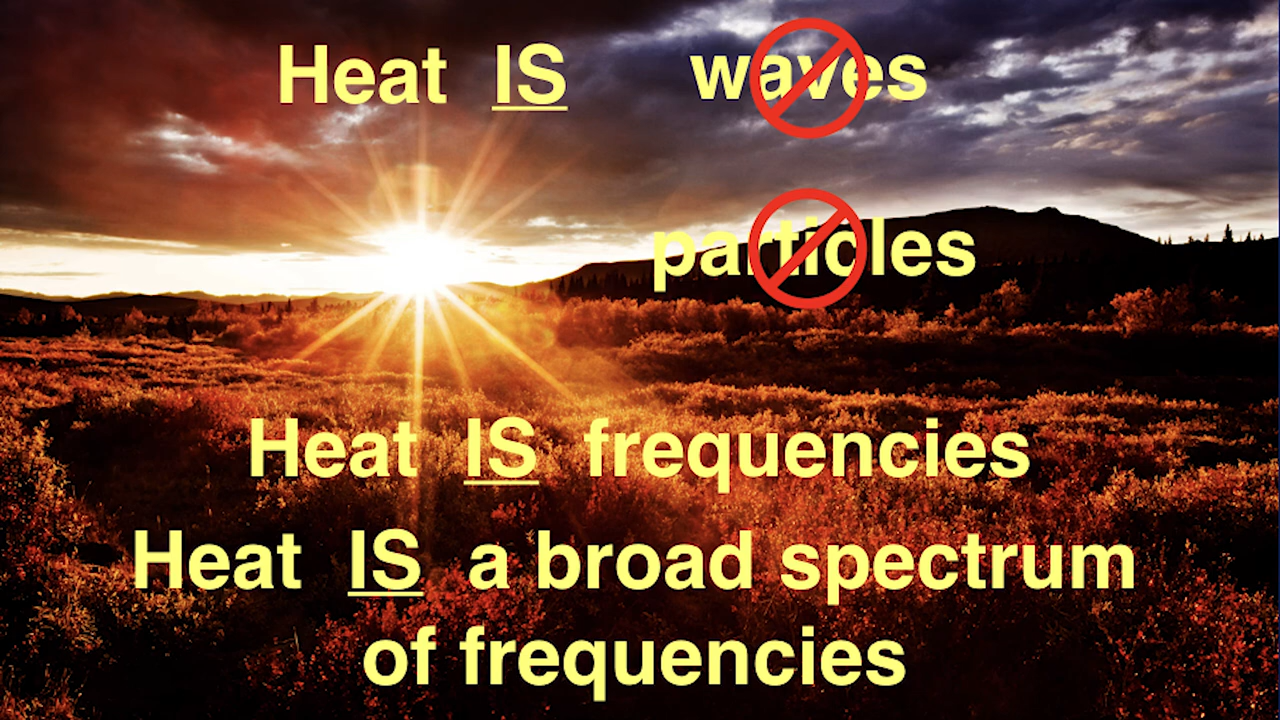 Heat IS waves
particles
Heat IS frequencies
Heat IS a broad spectrum
of frequencies